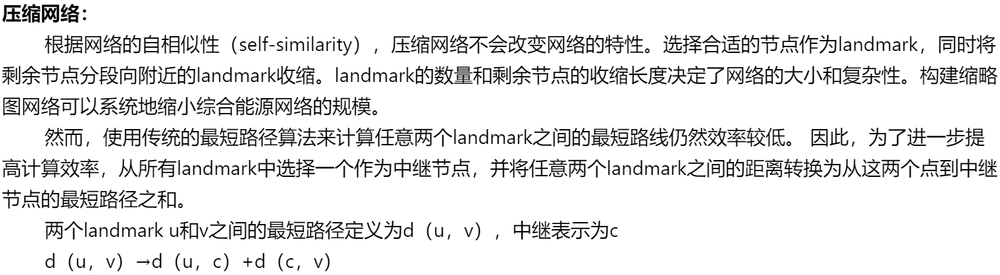 压缩网络：
根据网络的自相似性（self-similarity），压缩网络不会改变网络的特性。选择合适的节点作为landmark，同时将
剩余节点分段向附近的landmark收缩。landmark的数量和剩余节点的收缩长度决定了网络的大小和复杂性。构建缩略
图网络可以系统地缩小综合能源网络的规模。
然而，使用传统的最短路径算法来计算任意两个landmark之间的最短路线仍然效率较低。 因此，为了进一步提
高计算效率，从所有landmark中选择一个作为中继节点，并将任意两个landmark之间的距离转换为从这两个点到中继
节点的最短路径之和。
两个landmark u和v之间的最短路径定义为d（u，v），中继表示为c
d（u，v）→d（u，c）+d（c，v）